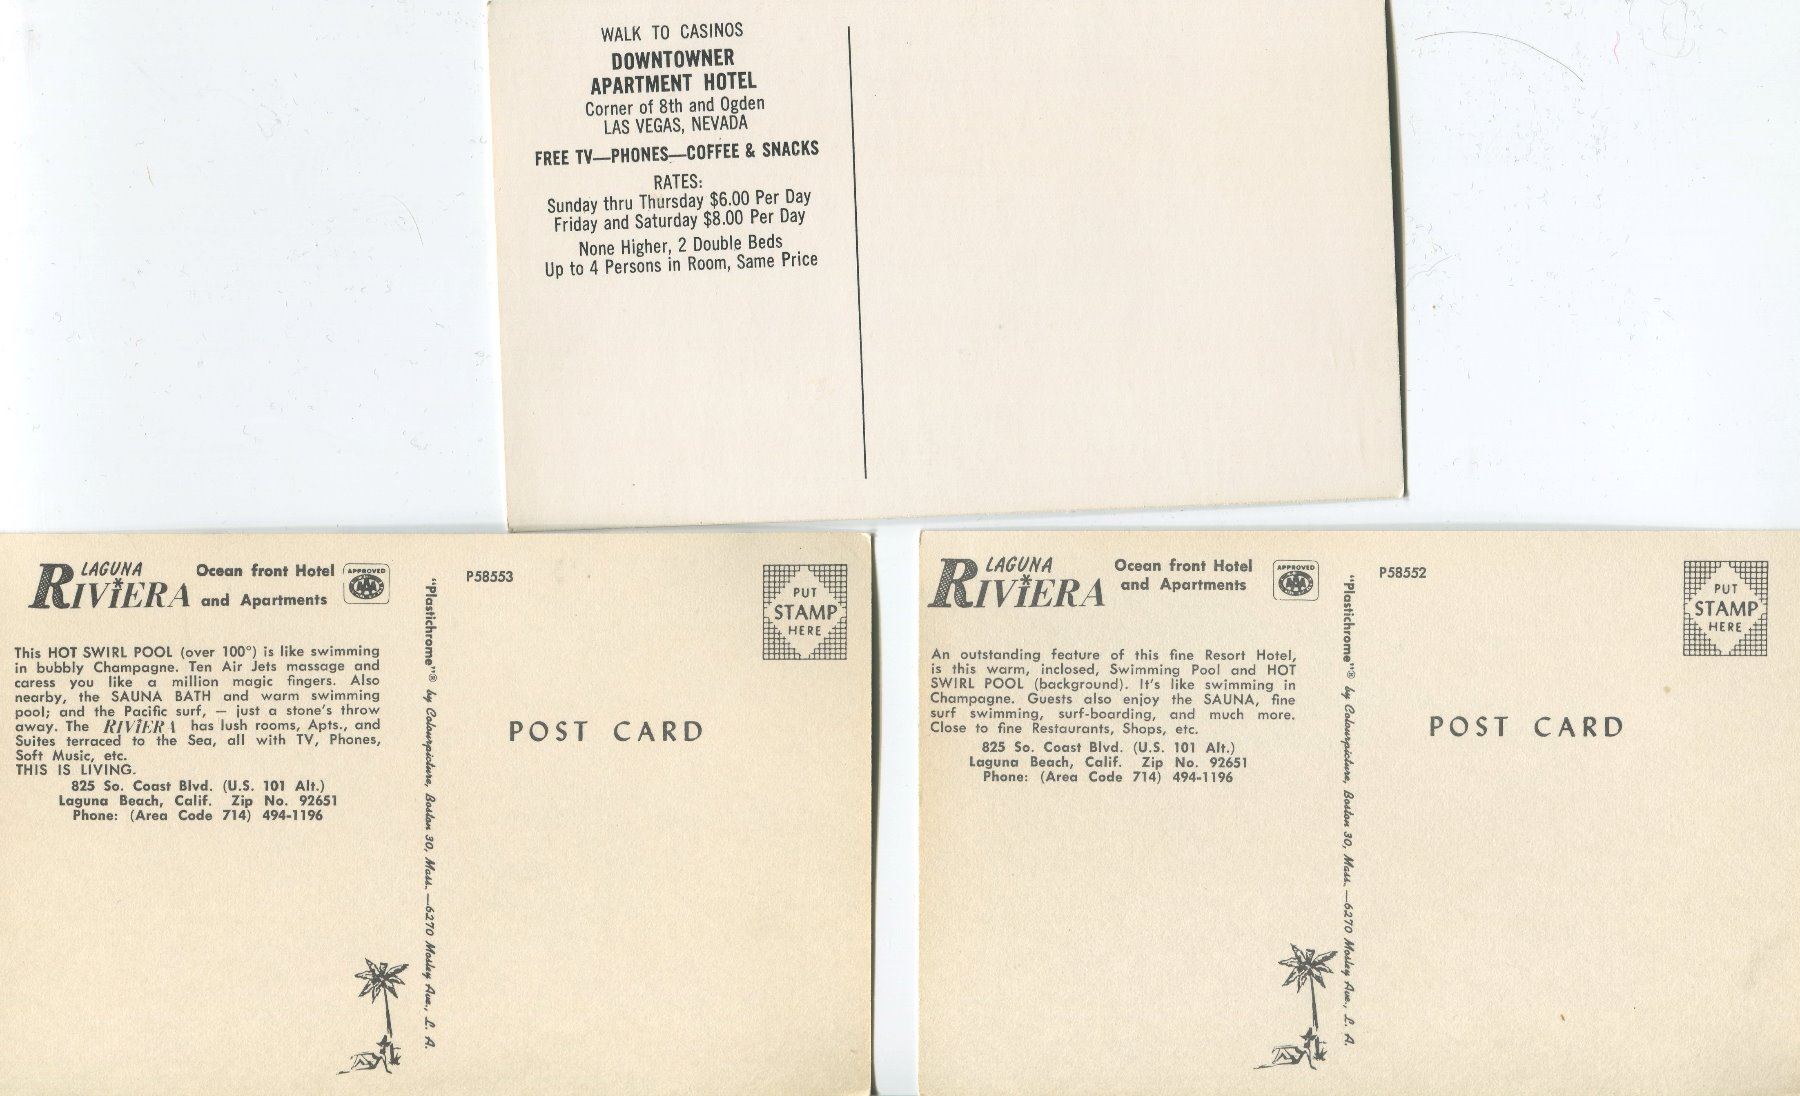 WALK TO CASINOS
DOWNTOWNER
APARTMENT HOTEL
Corner of 8th and Ogden
LAS VEGAS, NEVADA
FREE TV—PHONES—COFFEE & SNACKS
RATES:
Sunday thru Thursday $6.00 Per Day
Friday and Saturday $8.00 Per Day
None Higher, 2 Double Beds
Up to 4 Persons in Room, Same Price
LAGUNA
RIVIERA
Ocean front Hotel
and Apartments
APPROVED
AAA
This HOT SWIRL POOL (over 100°) is like swimming
in bubbly Champagne. Ten Air Jets massage and
caress you like a million magic fingers. Also
nearby, the SAUNA BATH and warm swimming
pool; and the Pacific surf, — just a stone's throw
away. The RIVIERA has lush rooms, Apts., and
Suites terraced to the Sea, all with TV, Phones,
Soft Music, etc.
THIS IS LIVING.
825 So. Coast Blvd. (U.S. 101 Alt.)
Laguna Beach, Calif. Zip No. 92651
Phone: (Area Code 714) 494-1196
"Plastichrome"® by Colourpicture, Boston 30, Mass. —6270 Mosley Ave., L. A.
P58553
PUT
STAMP
HERE
POST CARD
LAGUNA
RIVIERA
Ocean front Hotel
and Apartments
APPROVED
AAA
An outstanding feature of this fine Resort Hotel,
is this warm, inclosed, Swimming Pool and HOT
SWIRL POOL (background). It's like swimming in
Champagne. Guests also enjoy the SAUNA, fine
surf swimming, surf-boarding, and much more.
Close to fine Restaurants, Shops, etc.
825 So. Coast Blvd. (U.S. 101 Alt.)
Laguna Beach, Calif. Zip No. 92651
Phone: (Area Code 714) 494-1196
"Plastichrome"® by Colourpicture, Boston 30, Mass. —6270 Mosley Ave., L. A.
P58552
PUT
STAMP
HERE
POST CARD